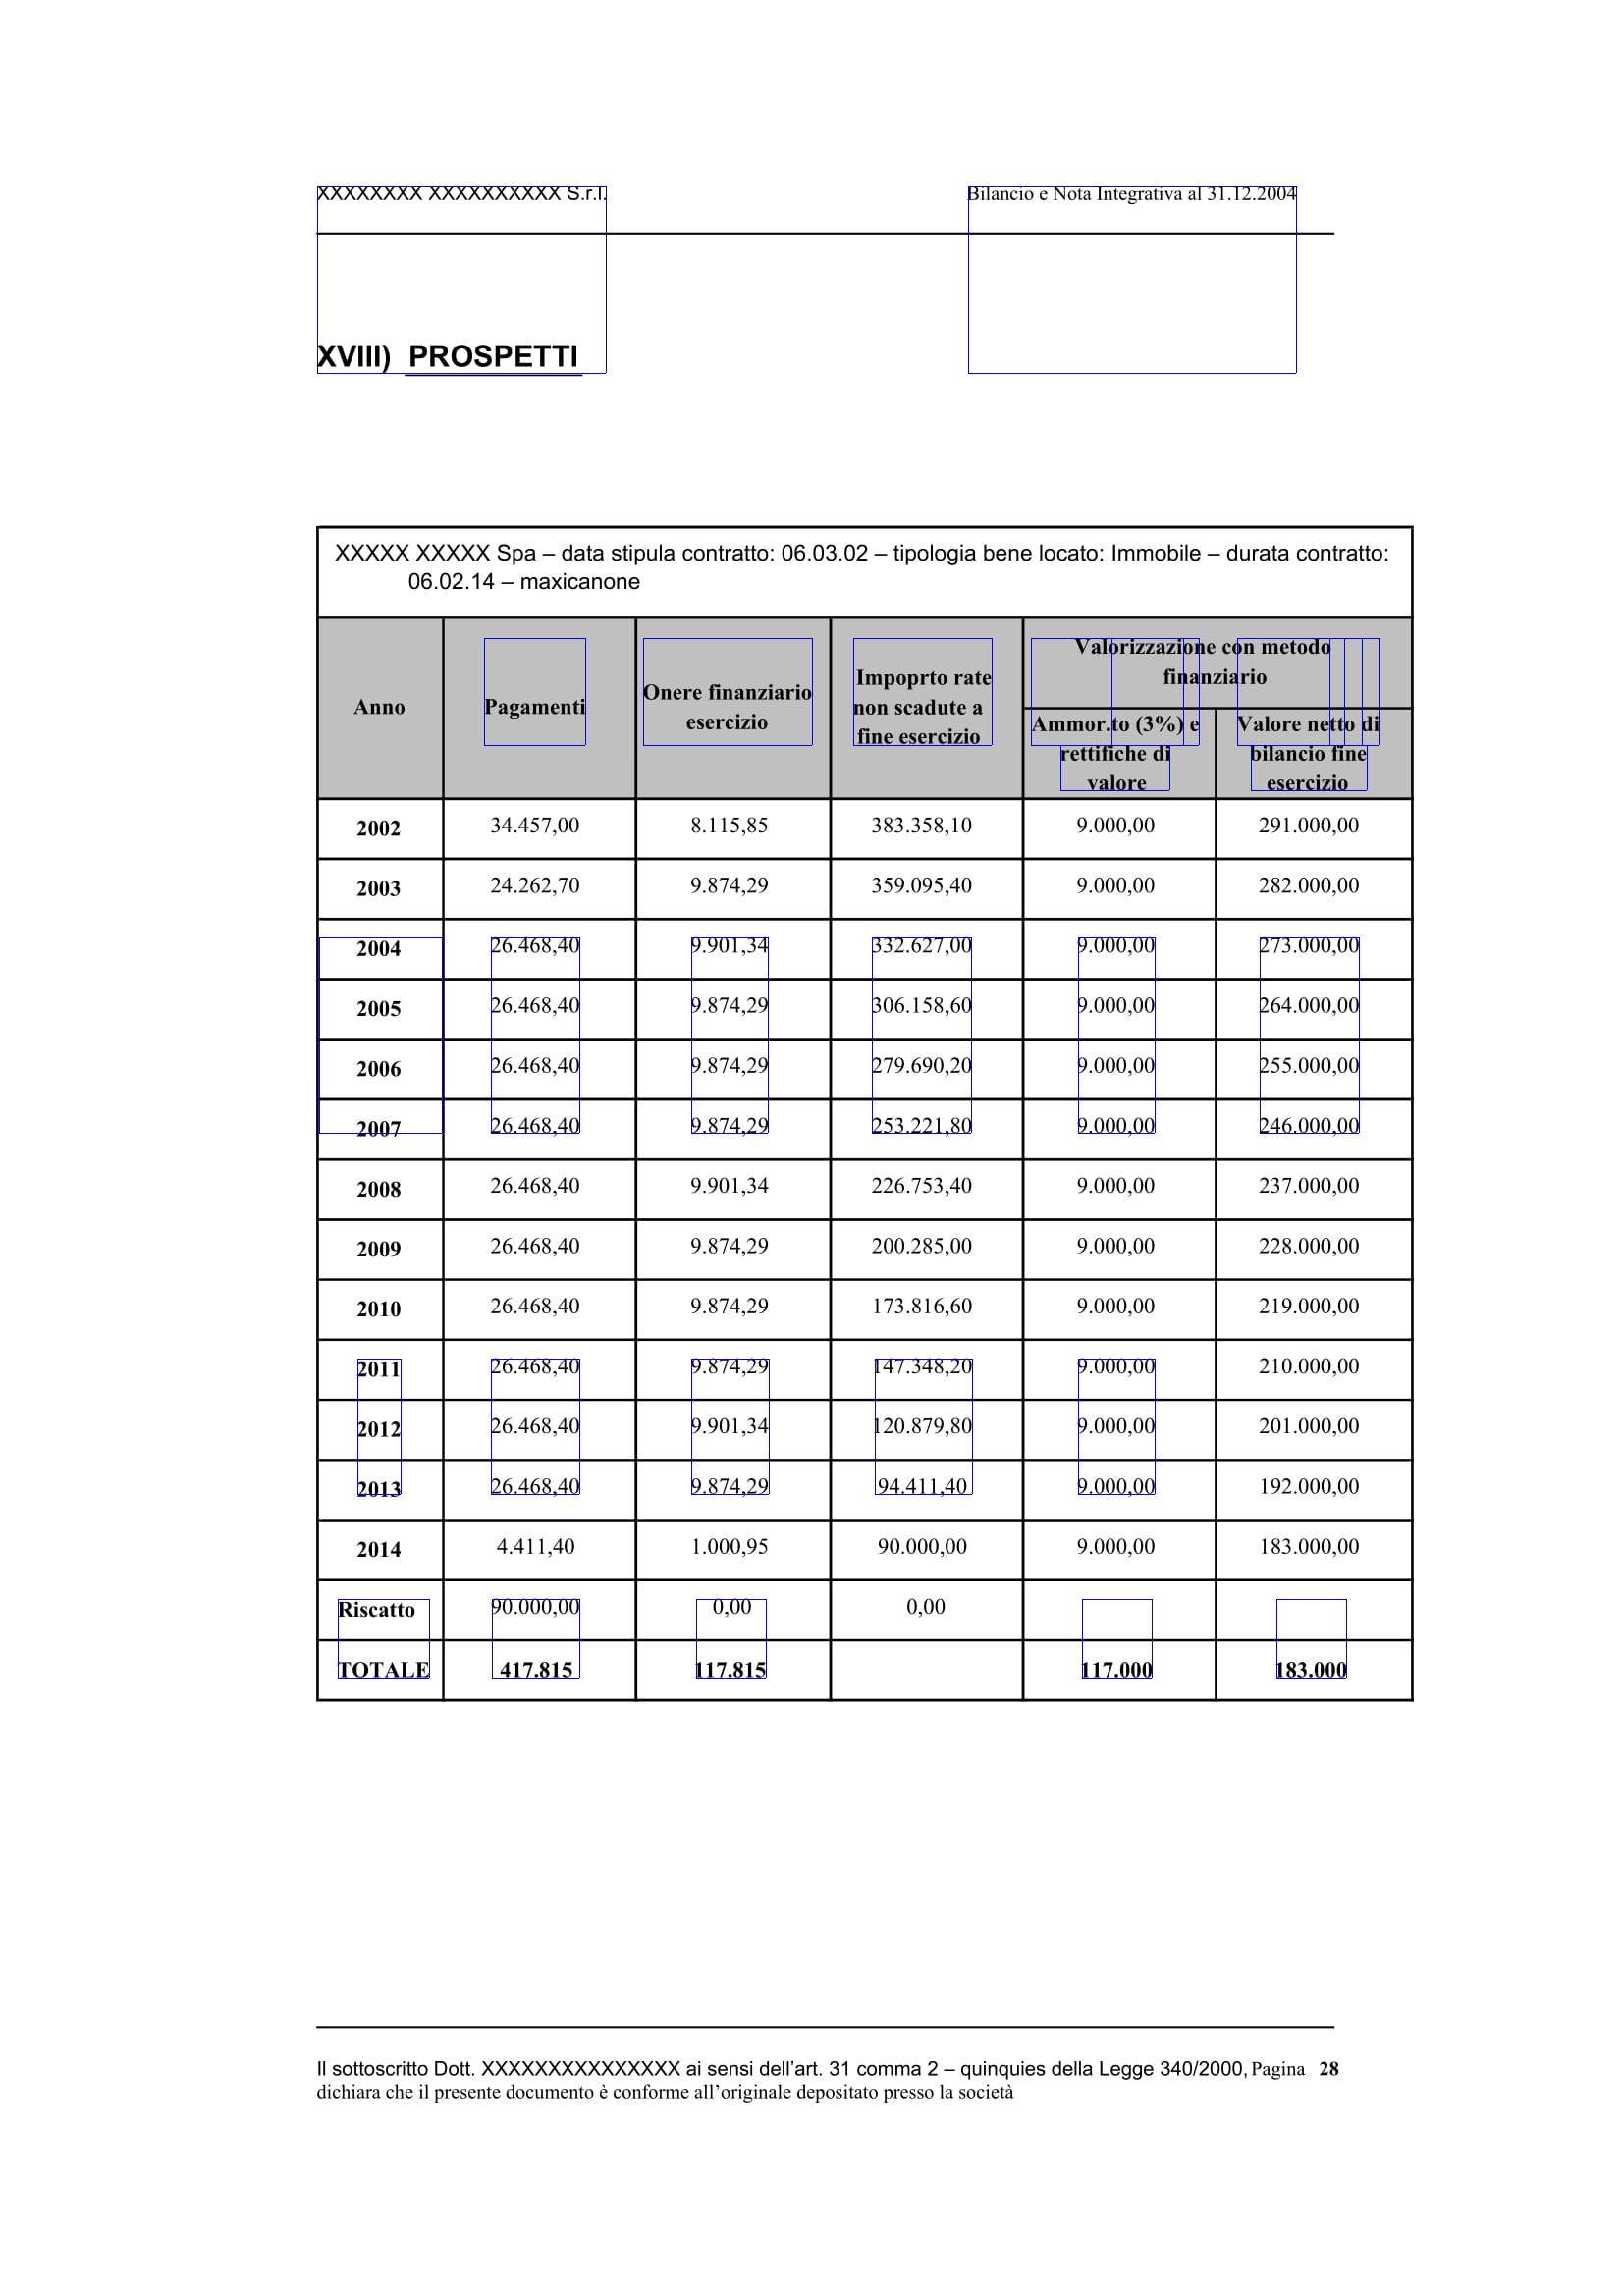 XXXXXXXX XXXXXXXXXX S.r.l. Bilancio e Nota Integrativa al 31.12.2004
XVIII) PROSPETTI
XXXXX XXXXX Spa – data stipula contratto: 06.03.02 – tipologia bene locato: Immobile – durata contratto:
06.02.14 – maxicanone
Anno Pagamenti Onere finanziario esercizio Impoprto rate non scadute a fine esercizio Valorizzazione con metodo finanziario
Ammor.to (3%) e rettifiche di valore Valore netto di bilancio fine esercizio
2002 34.457,00 8.115,85 383.358,10 9.000,00 291.000,00
2003 24.262,70 9.874,29 359.095,40 9.000,00 282.000,00
2004 26.468,40 9.901,34 332.627,00 9.000,00 273.000,00
2005 26.468,40 9.874,29 306.158,60 9.000,00 264.000,00
2006 26.468,40 9.874,29 279.690,20 9.000,00 255.000,00
2007 26.468,40 9.874,29 253.221,80 9.000,00 246.000,00
2008 26.468,40 9.901,34 226.753,40 9.000,00 237.000,00
2009 26.468,40 9.874,29 200.285,00 9.000,00 228.000,00
2010 26.468,40 9.874,29 173.816,60 9.000,00 219.000,00
2011 26.468,40 9.874,29 147.348,20 9.000,00 210.000,00
2012 26.468,40 9.901,34 120.879,80 9.000,00 201.000,00
2013 26.468,40 9.874,29 94.411,40 9.000,00 192.000,00
2014 4.411,40 1.000,95 90.000,00 9.000,00 183.000,00
Riscatto 90.000,00 0,00 0,00
TOTALE 417.815 117.815 117.000 183.000
Il sottoscritto Dott. XXXXXXXXXXXXXXX ai sensi dell'art. 31 comma 2 – quinquies della Legge 340/2000, Pagina 28
dichiara che il presente documento è conforme all'originale depositato presso la società